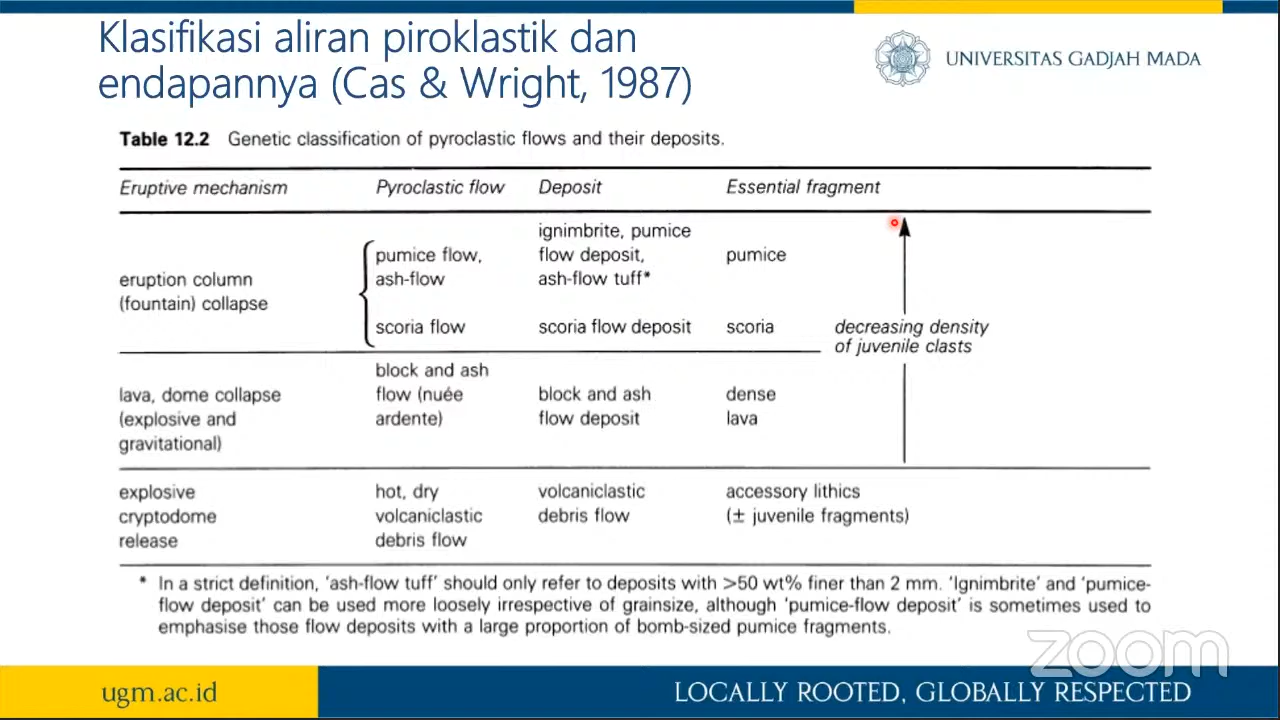 Klasifikasi aliran piroklastik dan
endapannya (Cas & Wright, 1987)
UNIVERSITAS GADJAH MADA
Table 12.2 Genetic classification of pyroclastic flows and their deposits.
Eruptive mechanism Pyroclastic flow Deposit Essential fragment
eruption column
(fountain) collapse
pumice flow,
ash-flow
ignimbrite, pumice
flow deposit,
ash-flow tuff*
pumice
scoria flow
scoria flow deposit
scoria
decreasing density
of juvenile clasts
lava, dome collapse
(explosive and
gravitational)
block and ash
flow (nuée
ardente)
block and ash
flow deposit
dense
lava
explosive
cryptodome
release
hot, dry
volcaniclastic
debris flow
volcaniclastic
debris flow
accessory lithics
(± juvenile fragments)
* In a strict definition, 'ash-flow tuff' should only refer to deposits with >50 wt% finer than 2 mm. 'Ignimbrite' and 'pumice-
flow deposit' can be used more loosely irrespective of grainsize, although 'pumice-flow deposit' is sometimes used to
emphasise those flow deposits with a large proportion of bomb-sized pumice fragments.
zoom
ugm.ac.id
LOCALLY ROOTED, GLOBALLY RESPECTED